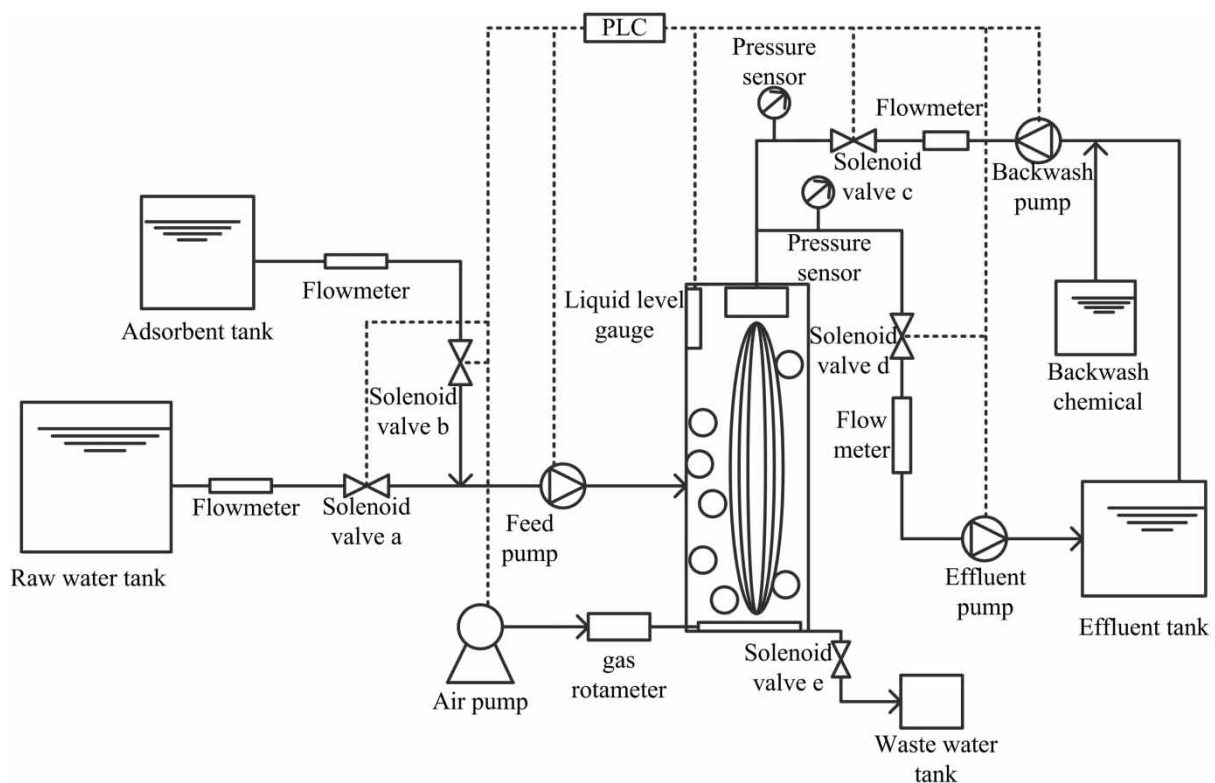 PLC
Pressure
sensor
Flowmeter
Solenoid
valve c
Backwash
pump
Pressure
sensor
Flowmeter
Adsorbent tank
Liquid level
gauge
Solenoid
valve d
Backwash
chemical
Solenoid
valve b
Flow
meter
Flowmeter
Solenoid
valve a
Feed
pump
Raw water tank
Effluent
pump
Effluent tank
Air pump
gas
rotameter
Solenoid
valve e
Waste water
tank